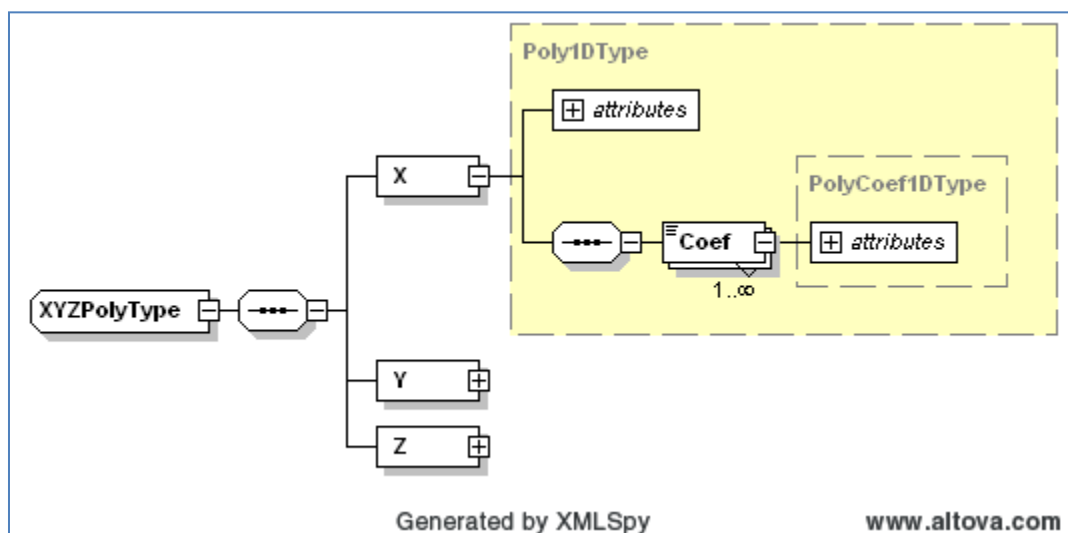 Poly1DType
attributes
X
PolyCoef1DType
Coef
attributes
1..∞
XYZPolyType
Y
Z
Generated by XMLSpy
www.altova.com